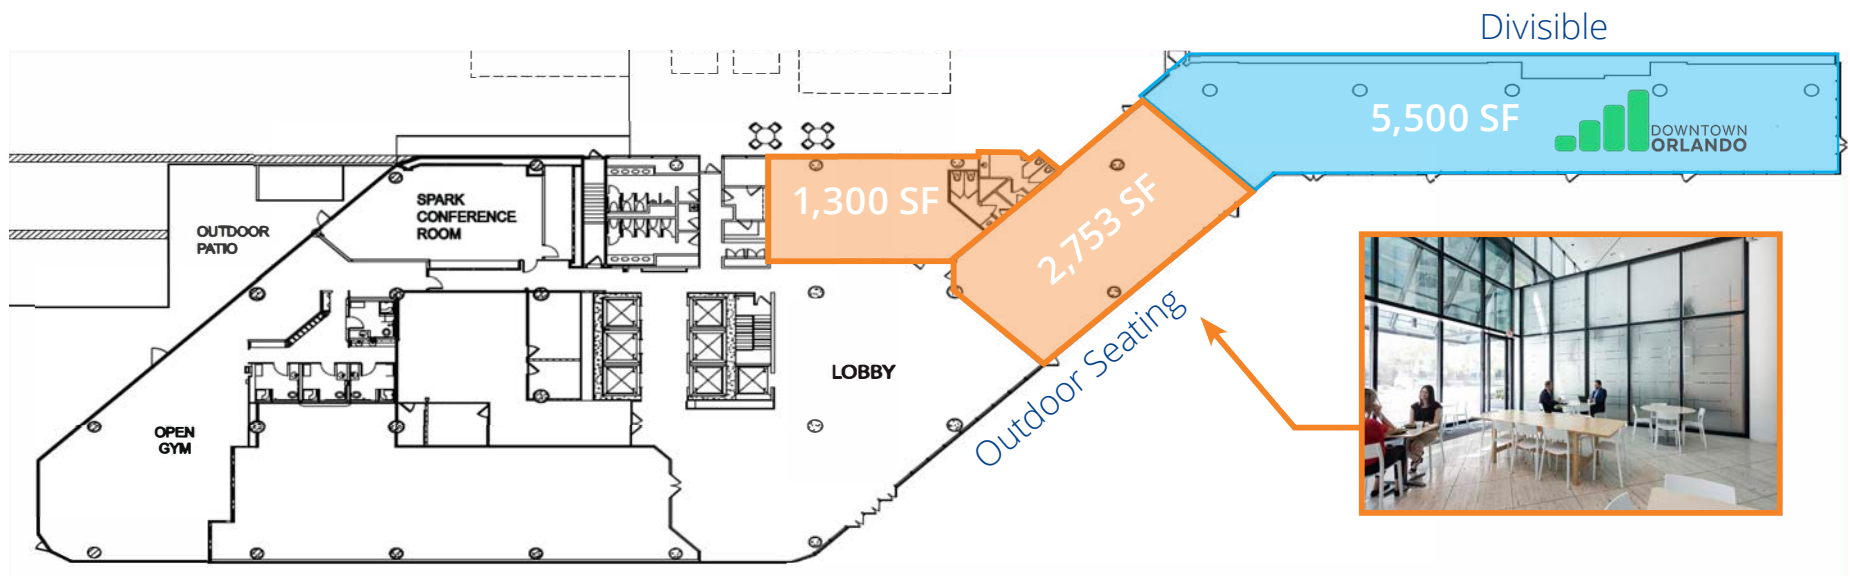 Divisible
5,500 SF
DOWNTOWN
ORLANDO
1,300 SF
2,753 SF
SPARK
CONFERENCE
ROOM
OUTDOOR
PATIO
LOBBY
Outdoor Seating
OPEN
GYM